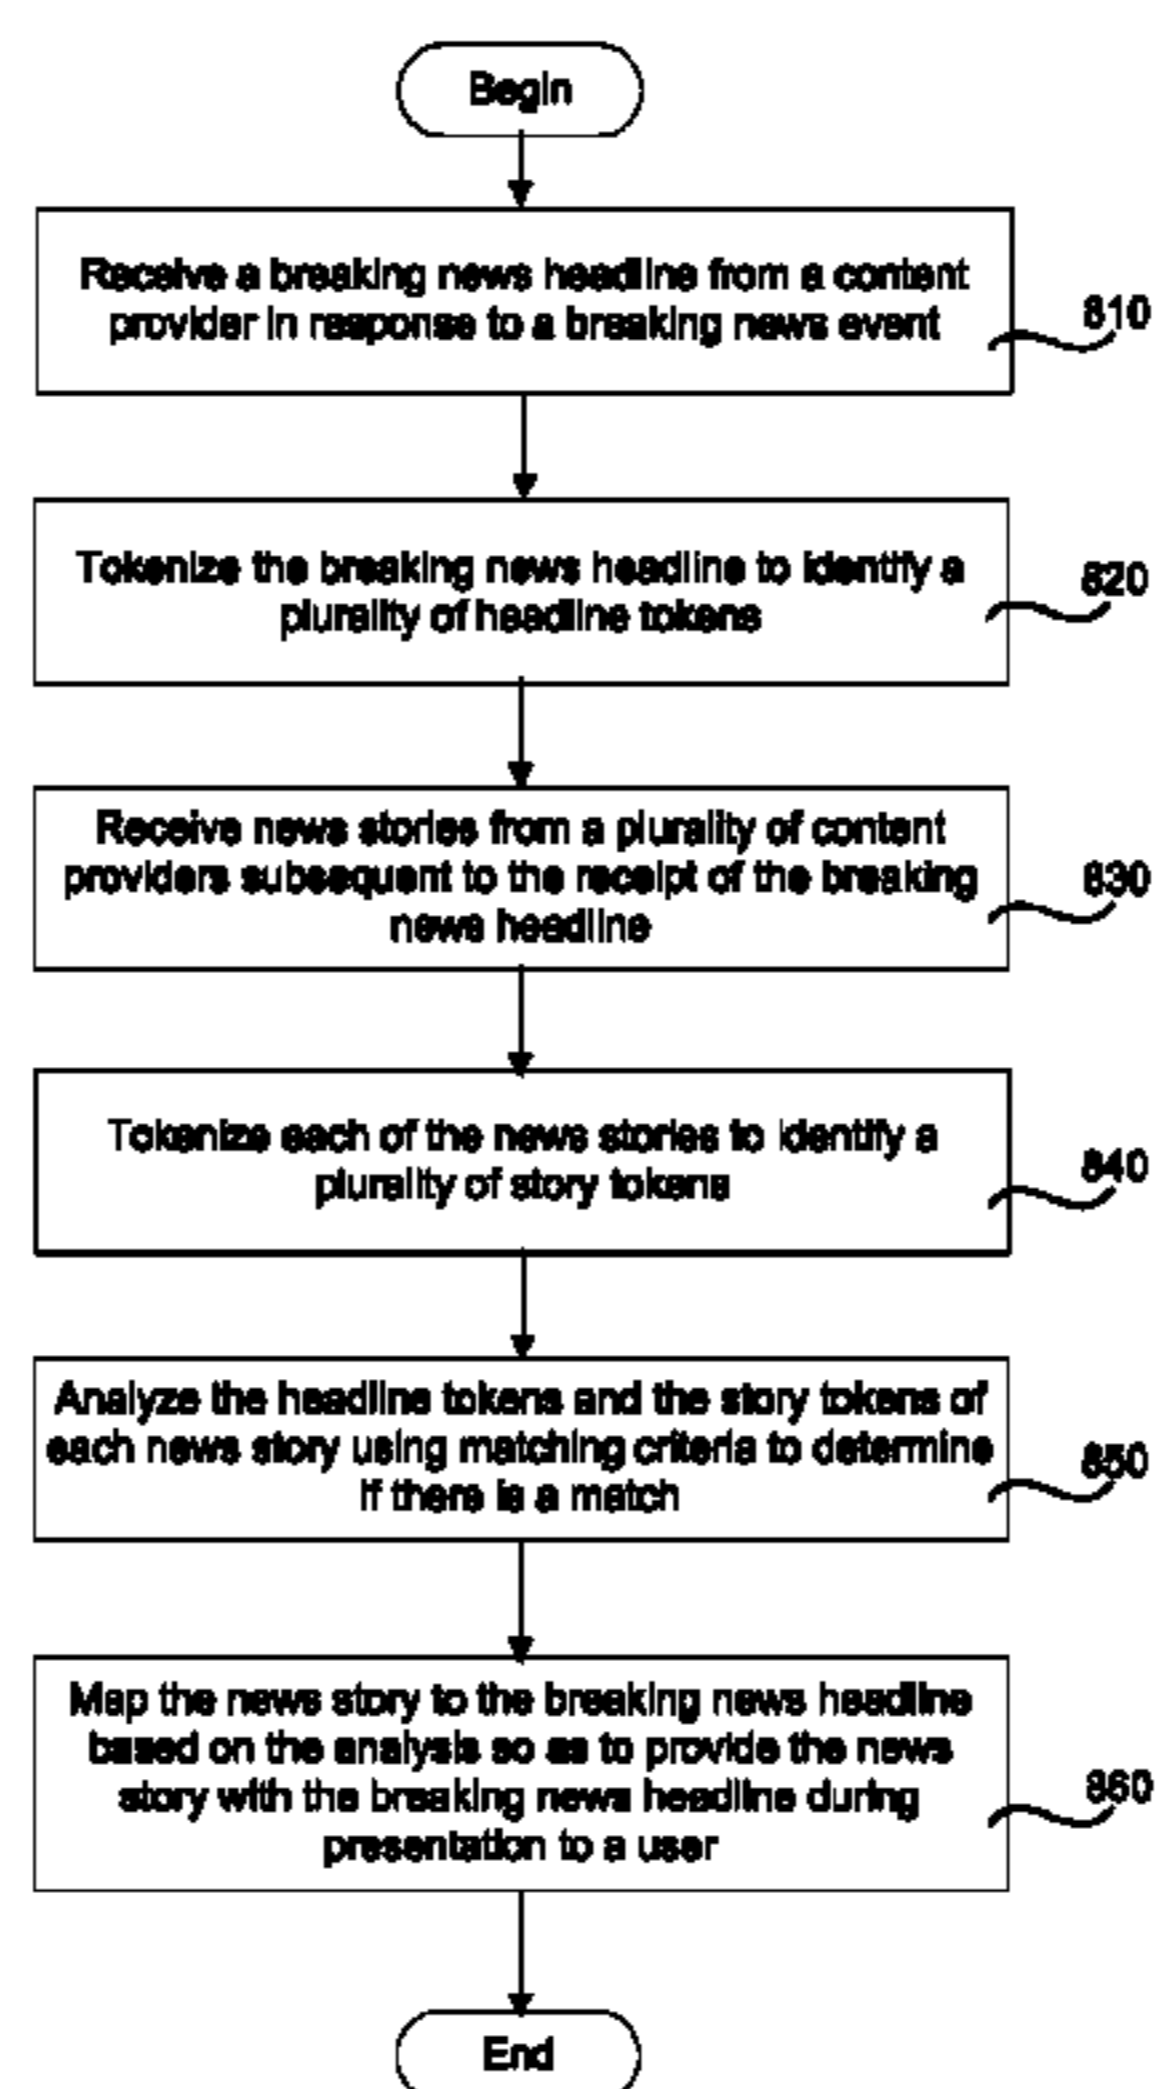 Begin
Receive a breaking news headline from a content
provider in response to a breaking news event
810
Tokenize the breaking news headline to identify a
plurality of headline tokens
820
Receive news stories from a plurality of content
providers subsequent to the receipt of the breaking
news headline
830
Tokenize each of the news stories to identify a
plurality of story tokens
840
Analyze the headline tokens and the story tokens of
each news story using matching criteria to determine
if there is a match
850
Map the news story to the breaking news headline
based on the analysis so as to provide the news
story with the breaking news headline during
presentation to a user
860
End